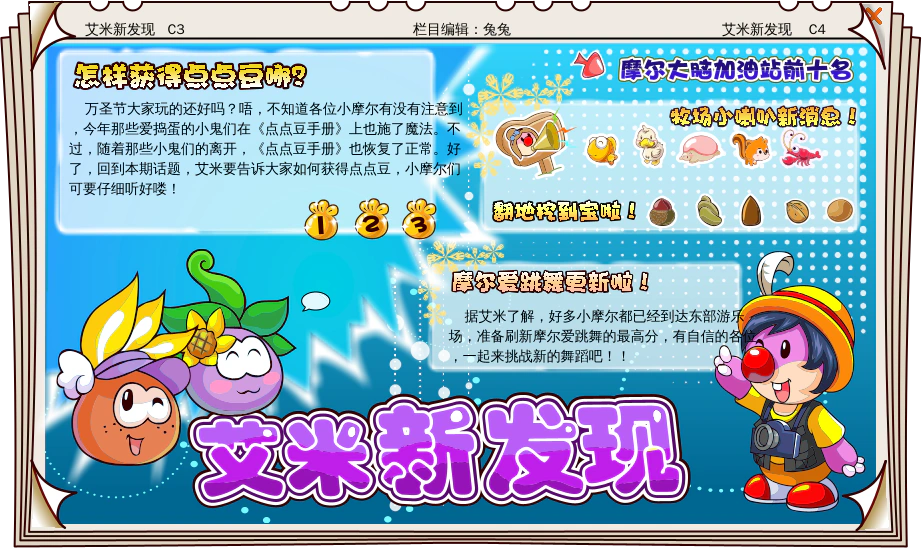 艾米新发现 C3
栏目编辑：兔兔
艾米新发现 C4
怎样获得点点豆哪？
万圣节大家玩的还好吗？唔，不知道各位小摩尔有没有注意到
，今年那些爱捣蛋的小鬼们在《点点豆手册》上也施了魔法。不
过，随着那些小鬼们的离开，《点点豆手册》也恢复了正常。好
了，回到本期话题，艾米要告诉大家如何获得点点豆，小摩尔们
可要仔细听好喽！
1 2 3
摩尔大脑加油站前十名
牧场小喇叭新消息！
翻地挖到宝啦！
摩尔爱跳舞更新啦！
据艾米了解，好多小摩尔都已经到达东部游乐
场，准备刷新摩尔爱跳舞的最高分，有自信的各位
，一起来挑战新的舞蹈吧！！
艾米新发现